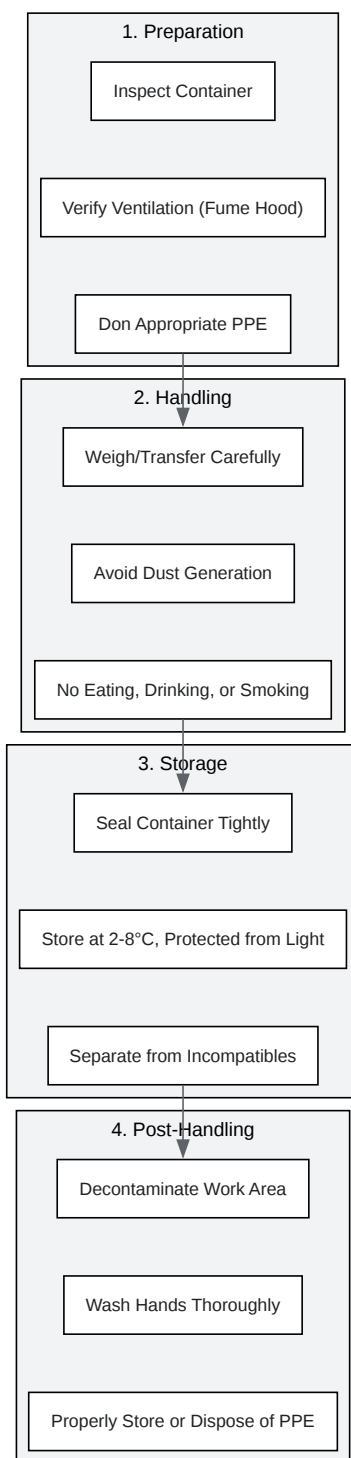 1. Preparation
Inspect Container
Verify Ventilation (Fume Hood)
Don Appropriate PPE
2. Handling
Weigh/Transfer Carefully
Avoid Dust Generation
No Eating, Drinking, or Smoking
3. Storage
Seal Container Tightly
Store at 2-8°C, Protected from Light
Separate from Incompatibles
4. Post-Handling
Decontaminate Work Area
Wash Hands Thoroughly
Properly Store or Dispose of PPE